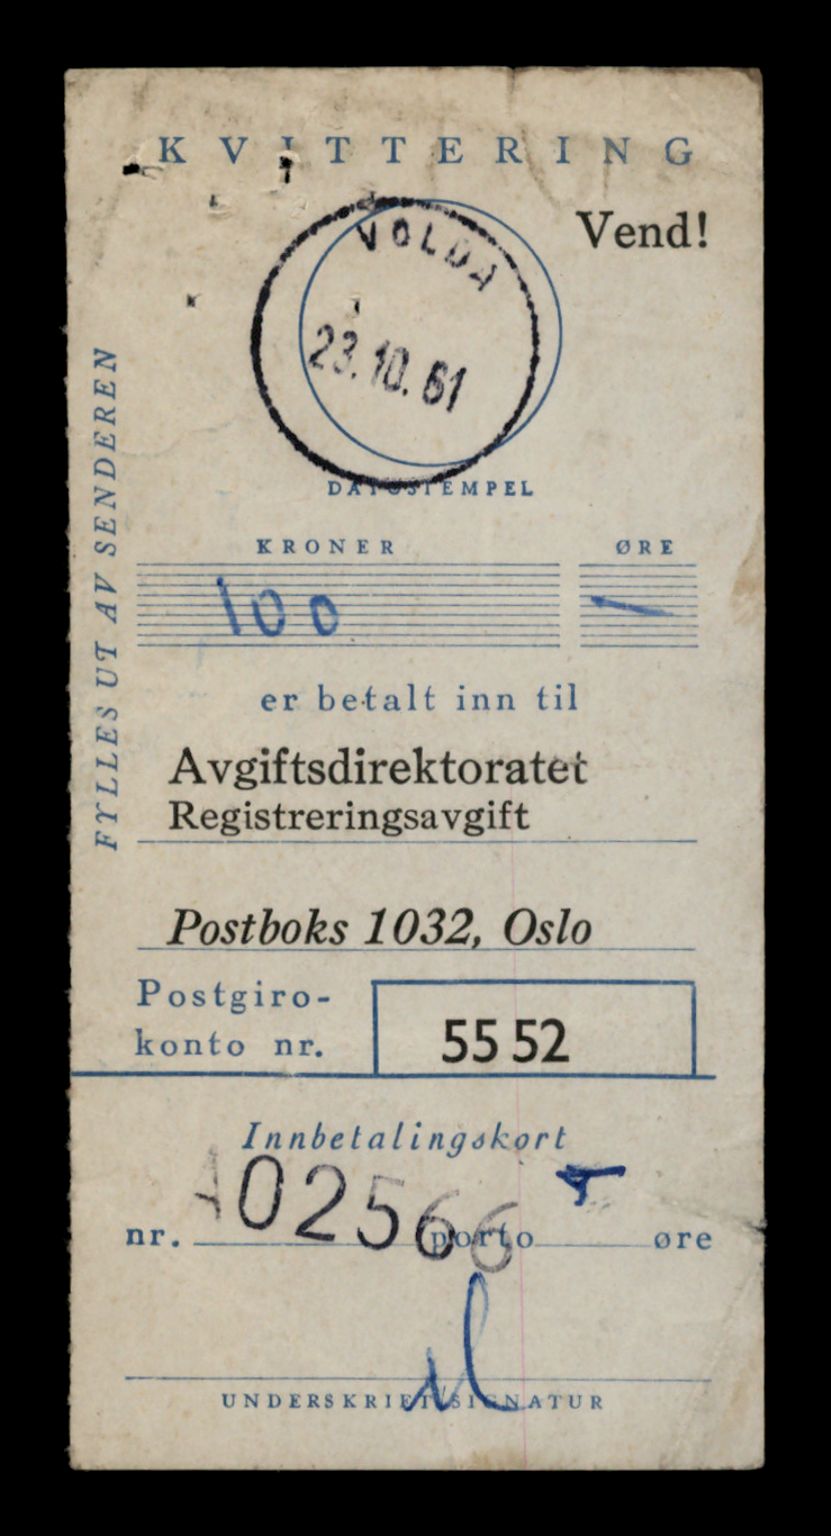 KVITTERING
Vend!
VOLDA
23.10.61
DATOSTEMPEL
FYLLES UT AV SENDEREN
KRONER ØRE
100 —
er betalt inn til
Avgiftsdirektoratet
Registreringsavgift
Postboks 1032, Oslo
Postgiro-
konto nr. 55 52
Innbetalingskort
nr. A02566 porto øre
UNDERSKRIFT/SIGNATUR